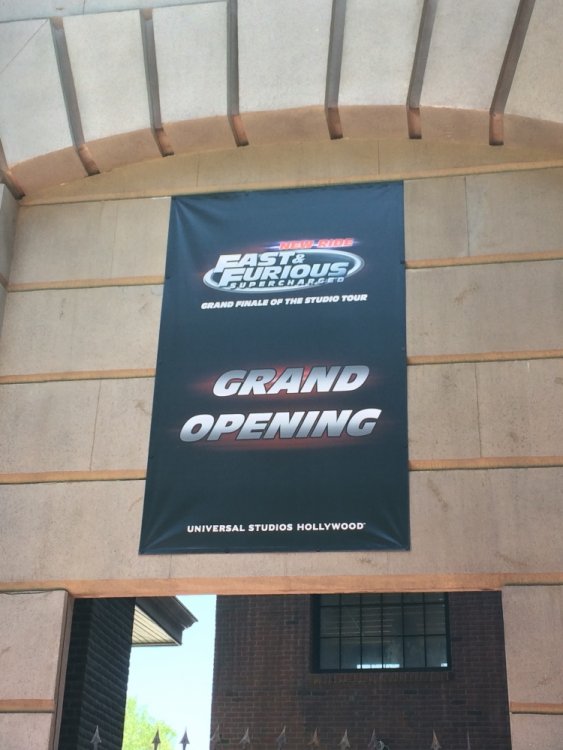 NEW RIDE
FAST &
FURIOUS
SUPERCHARGED
GRAND FINALE OF THE STUDIO TOUR
GRAND
OPENING
UNIVERSAL STUDIOS HOLLYWOOD